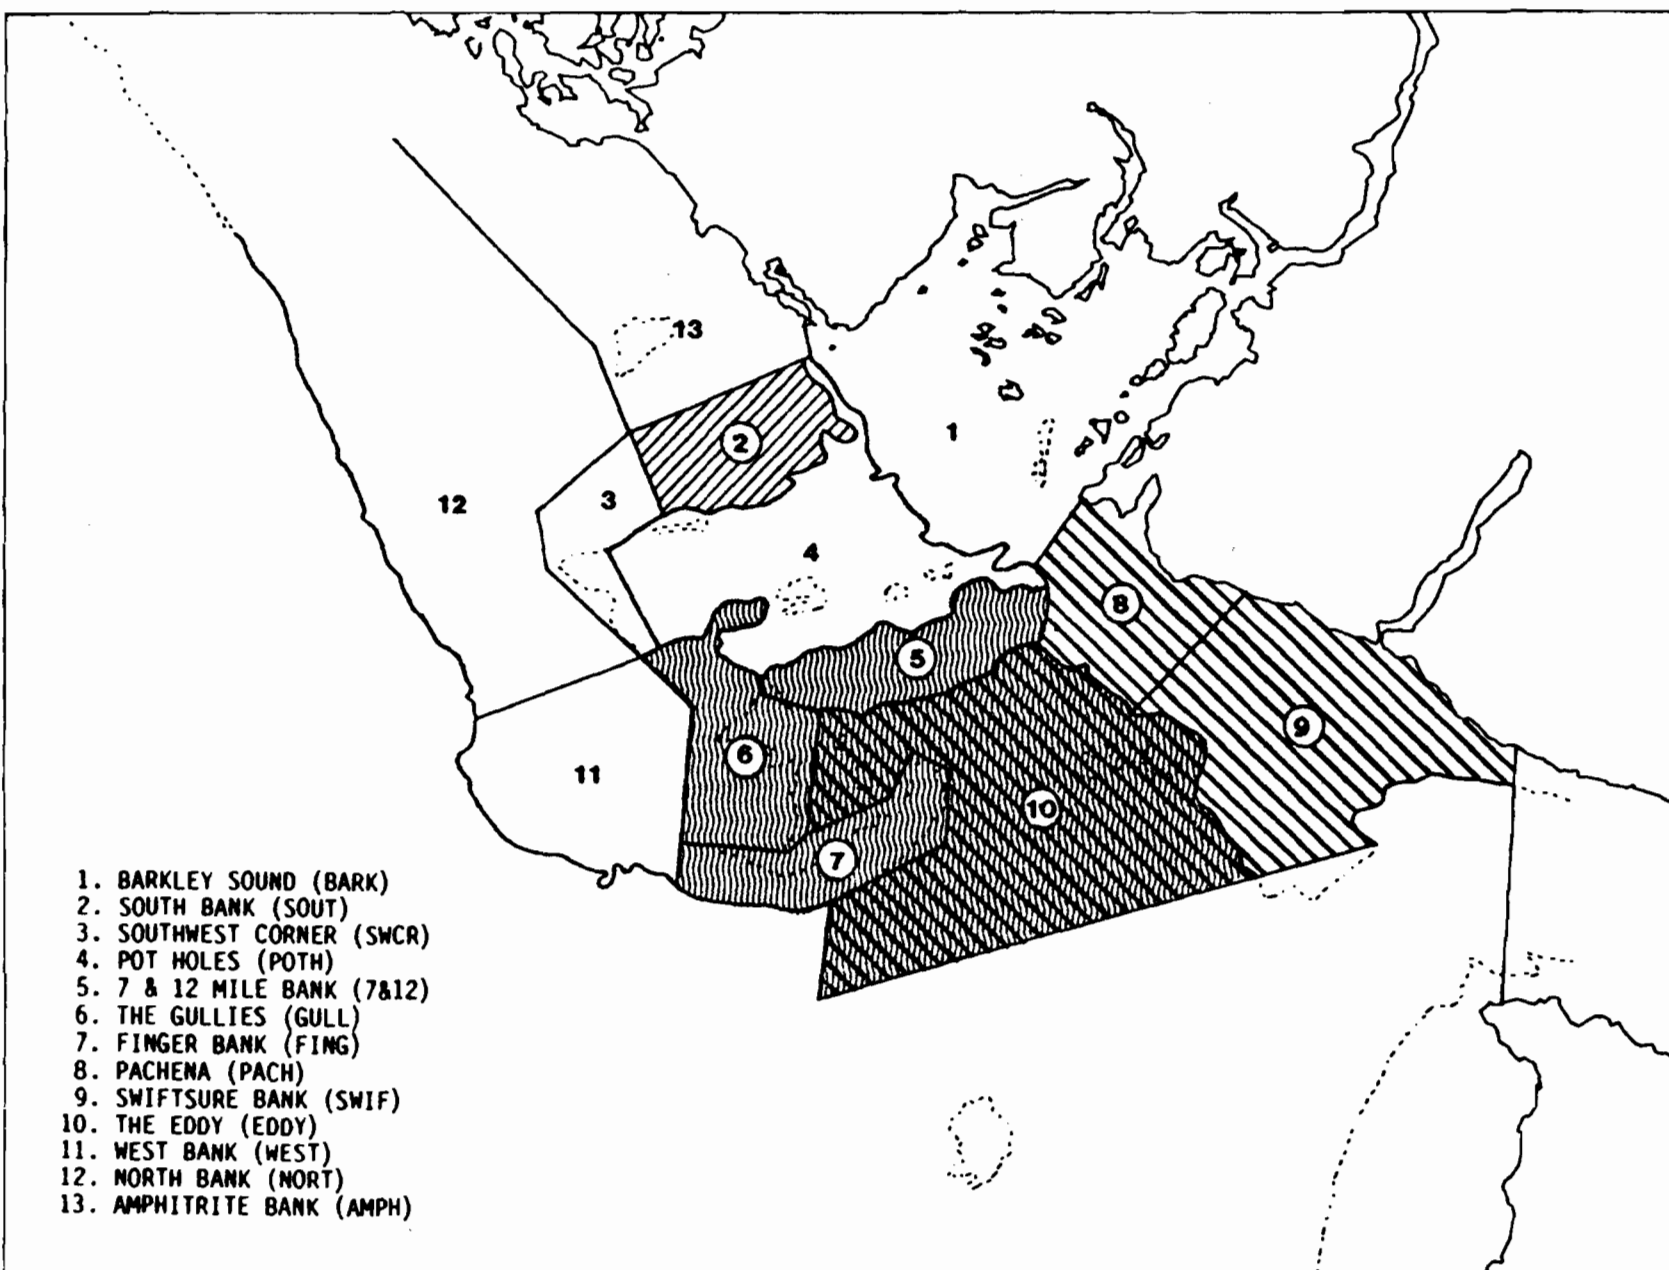 13
1
2
3
12
4
8
5
9
6
11
10
7
1. BARKLEY SOUND (BARK)
2. SOUTH BANK (SOUT)
3. SOUTHWEST CORNER (SWCR)
4. POT HOLES (POTH)
5. 7 & 12 MILE BANK (7&12)
6. THE GULLIES (GULL)
7. FINGER BANK (FING)
8. PACHENA (PACH)
9. SWIFTSURE BANK (SWIF)
10. THE EDDY (EDDY)
11. WEST BANK (WEST)
12. NORTH BANK (NORT)
13. AMPHITRITE BANK (AMPH)